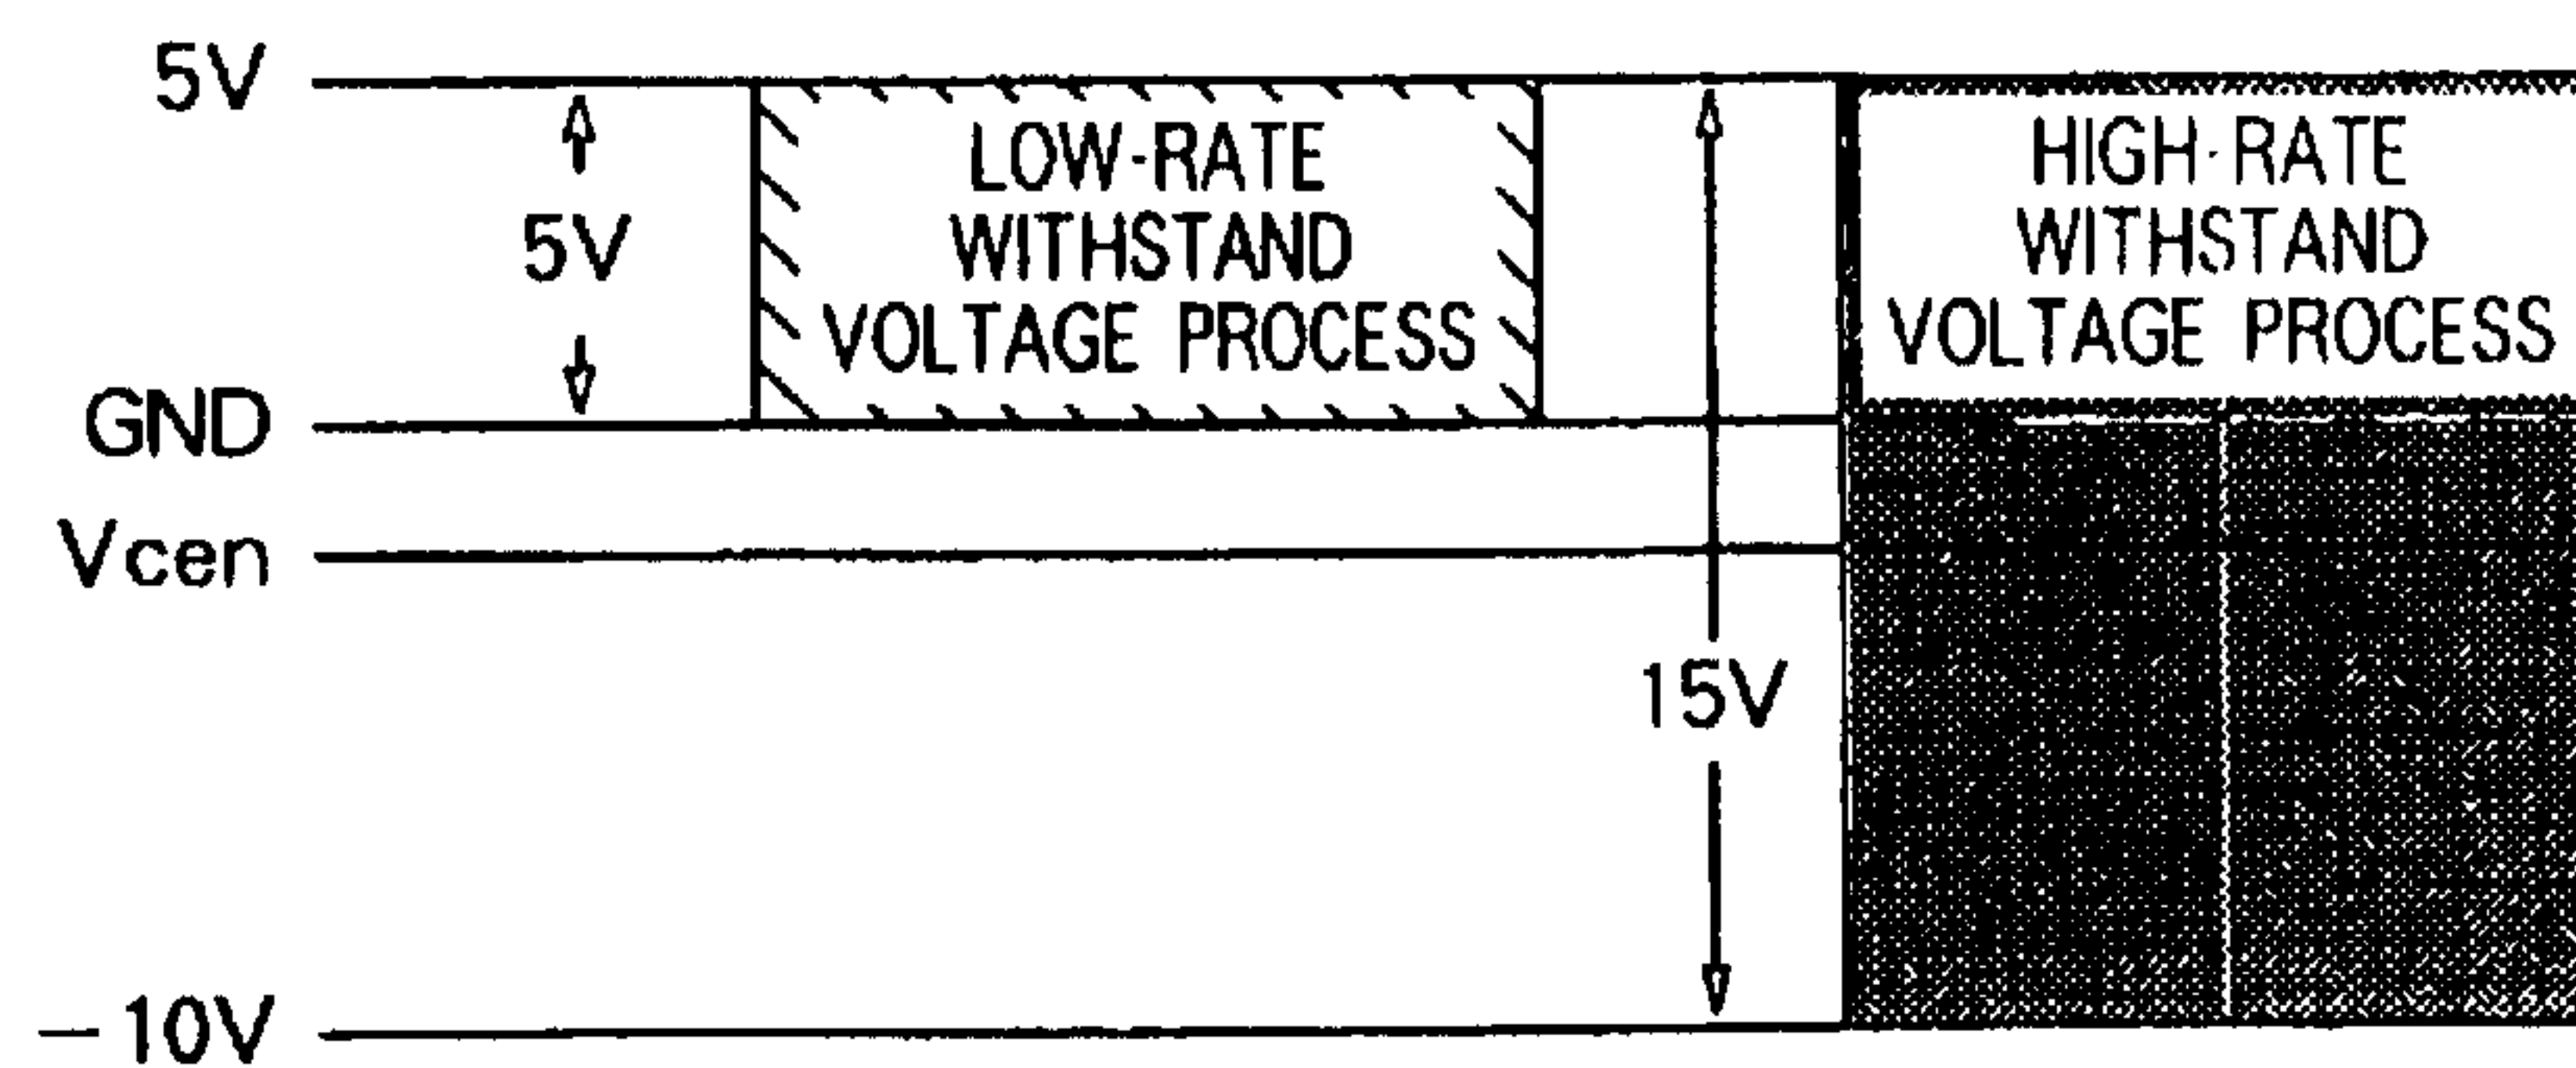 5V
5V
GND
Vcen
－10V
LOW-RATE
WITHSTAND
VOLTAGE PROCESS
15V
HIGH-RATE
WITHSTAND
VOLTAGE PROCESS